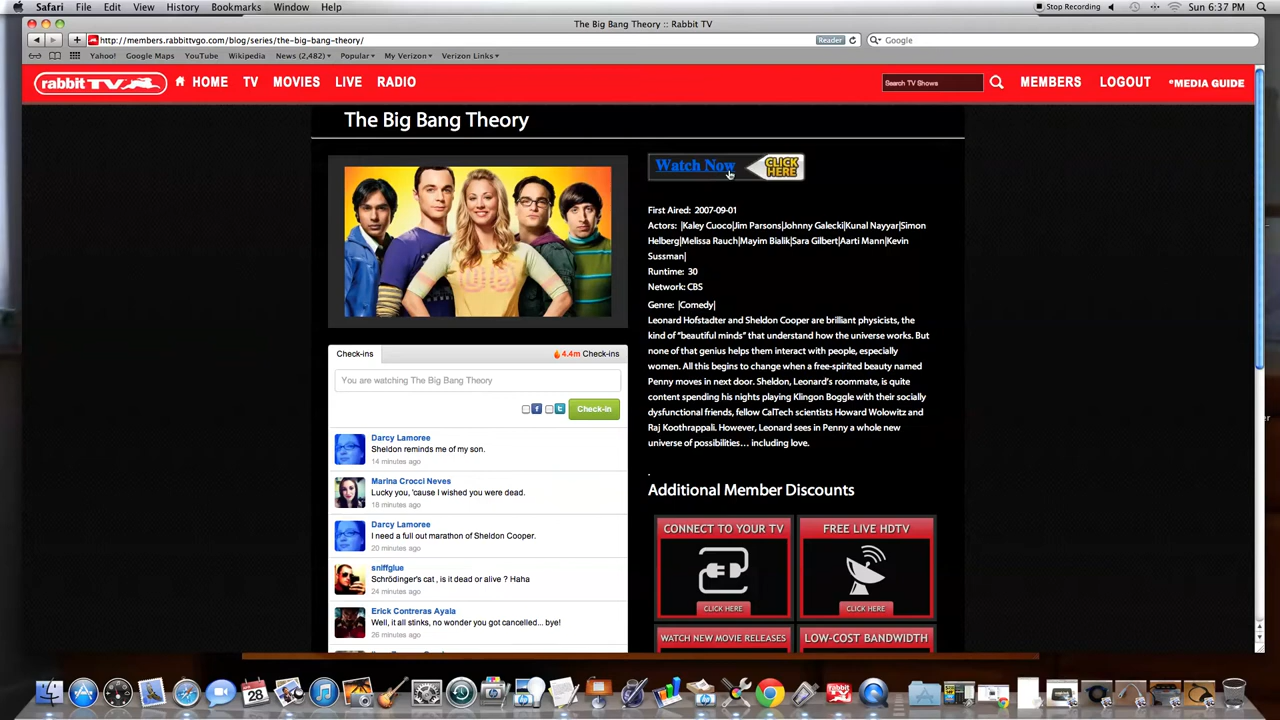 Safari File Edit View History Bookmarks Window Help Stop Recording Sun 6:37 PM
The Big Bang Theory :: Rabbit TV
http://members.rabbittvgo.com/blog/series/the-big-bang-theory/ Reader Google
Yahoo! Google Maps YouTube Wikipedia News (2,482) Popular My Verizon Verizon Links
rabbit TV HOME TV MOVIES LIVE RADIO Search TV Shows MEMBERS LOGOUT *MEDIA GUIDE
The Big Bang Theory
Watch Now CLICK HERE
First Aired: 2007-09-01
Actors: |Kaley Cuoco|Jim Parsons|Johnny Galecki|Kunal Nayyar|Simon
Helberg|Melissa Rauch|Mayim Bialik|Sara Gilbert|Aarti Mann|Kevin
Sussman|
Runtime: 30
Network: CBS
Genre: |Comedy|
Leonard Hofstadter and Sheldon Cooper are brilliant physicists, the
kind of "beautiful minds" that understand how the universe works. But
none of that genius helps them interact with people, especially
women. All this begins to change when a free-spirited beauty named
Penny moves in next door. Sheldon, Leonard's roommate, is quite
content spending his nights playing Klingon Boggle with their socially
dysfunctional friends, fellow CalTech scientists Howard Wolowitz and
Raj Koothrappali. However, Leonard sees in Penny a whole new
universe of possibilities… including love.
.
Check-ins 4.4m Check-ins
You are watching The Big Bang Theory
Check-in
Darcy Lamoree
Sheldon reminds me of my son.
14 minutes ago
Marina Crocci Neves
Lucky you, 'cause I wished you were dead.
18 minutes ago
Darcy Lamoree
I need a full out marathon of Sheldon Cooper.
20 minutes ago
sniffglue
Schrödinger's cat , is it dead or alive ? Haha
24 minutes ago
Erick Contreras Ayala
Well, it all stinks, no wonder you got cancelled... bye!
26 minutes ago
Additional Member Discounts
CONNECT TO YOUR TV FREE LIVE HDTV
CLICK HERE CLICK HERE
WATCH NEW MOVIE RELEASES LOW-COST BANDWIDTH
28